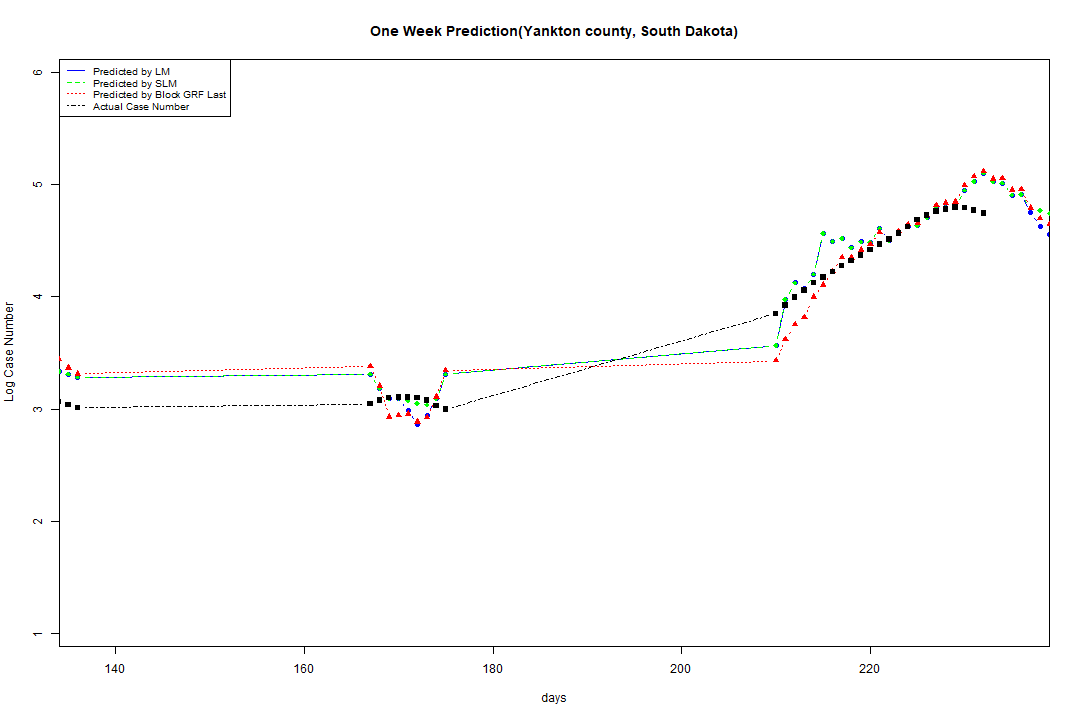 One Week Prediction(Yankton county, South Dakota)
Predicted by LM
Predicted by SLM
Predicted by Block GRF Last
Actual Case Number
6
5
4
3
2
1
Log Case Number
140
160
180
200
220
days